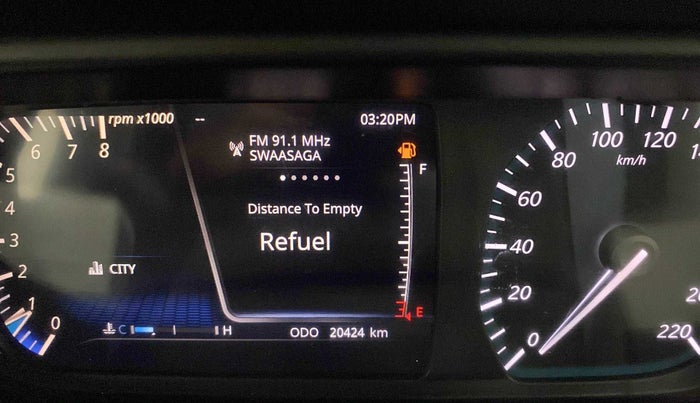 rpm x1000
--
03:20PM
FM 91.1 MHz
SWAASAGA
F
Distance To Empty
Refuel
E
ODO 20424 km
CITY
C H
0 1 2 3 4 5 6 7 8
0 20 40 60 80 100 120
km/h
220